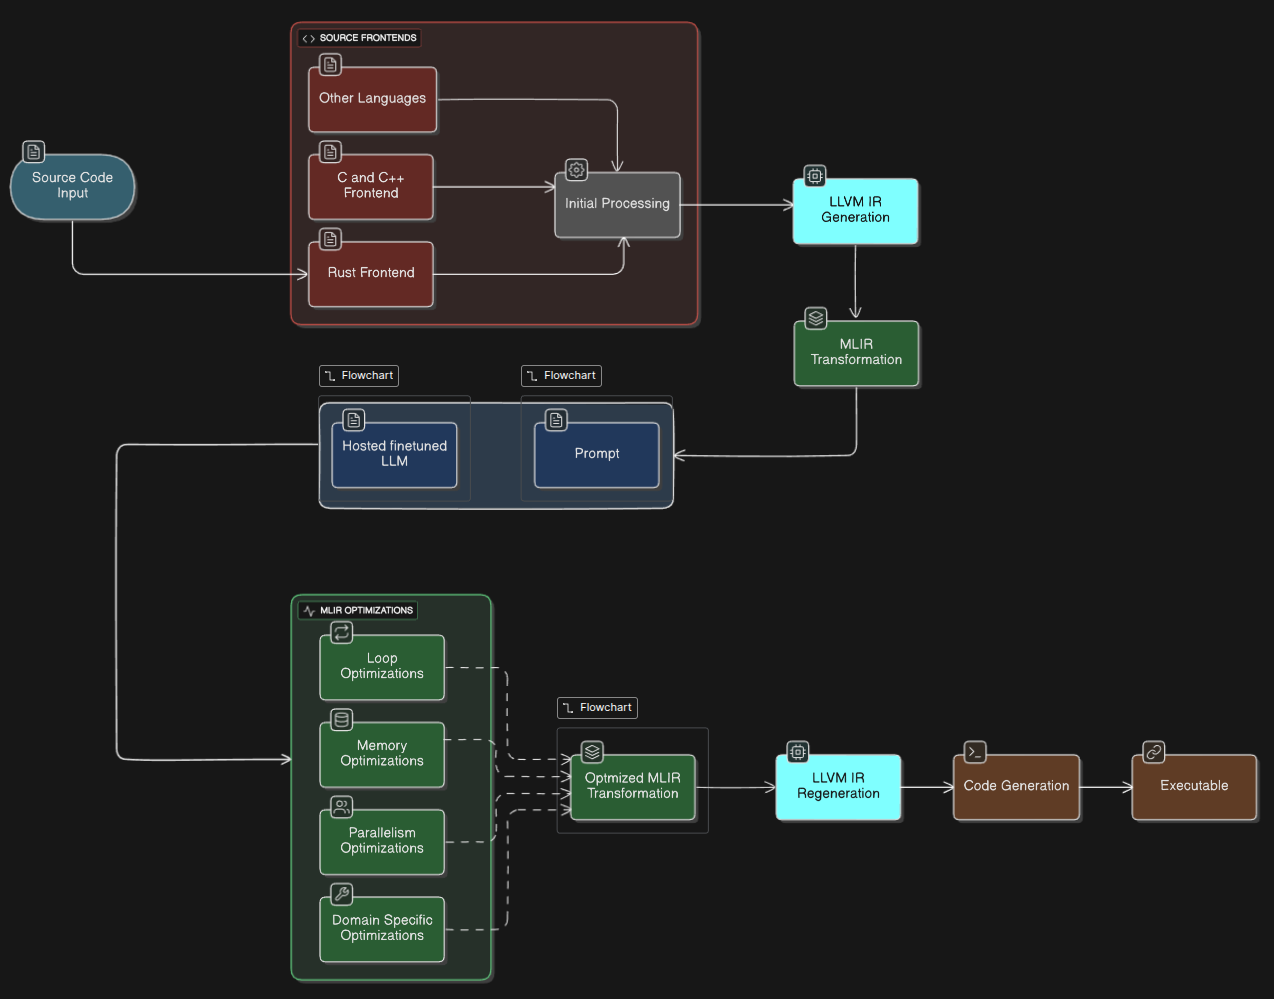 SOURCE FRONTENDS
Other Languages
Source Code
Input
C and C++
Frontend
Initial Processing
Rust Frontend
LLVM IR
Generation
MLIR
Transformation
Flowchart
Flowchart
Hosted finetuned
LLM
Prompt
MLIR OPTIMIZATIONS
Loop
Optimizations
Memory
Optimizations
Parallelism
Optimizations
Domain Specific
Optimizations
Flowchart
Optmized MLIR
Transformation
LLVM IR
Regeneration
Code Generation
Executable